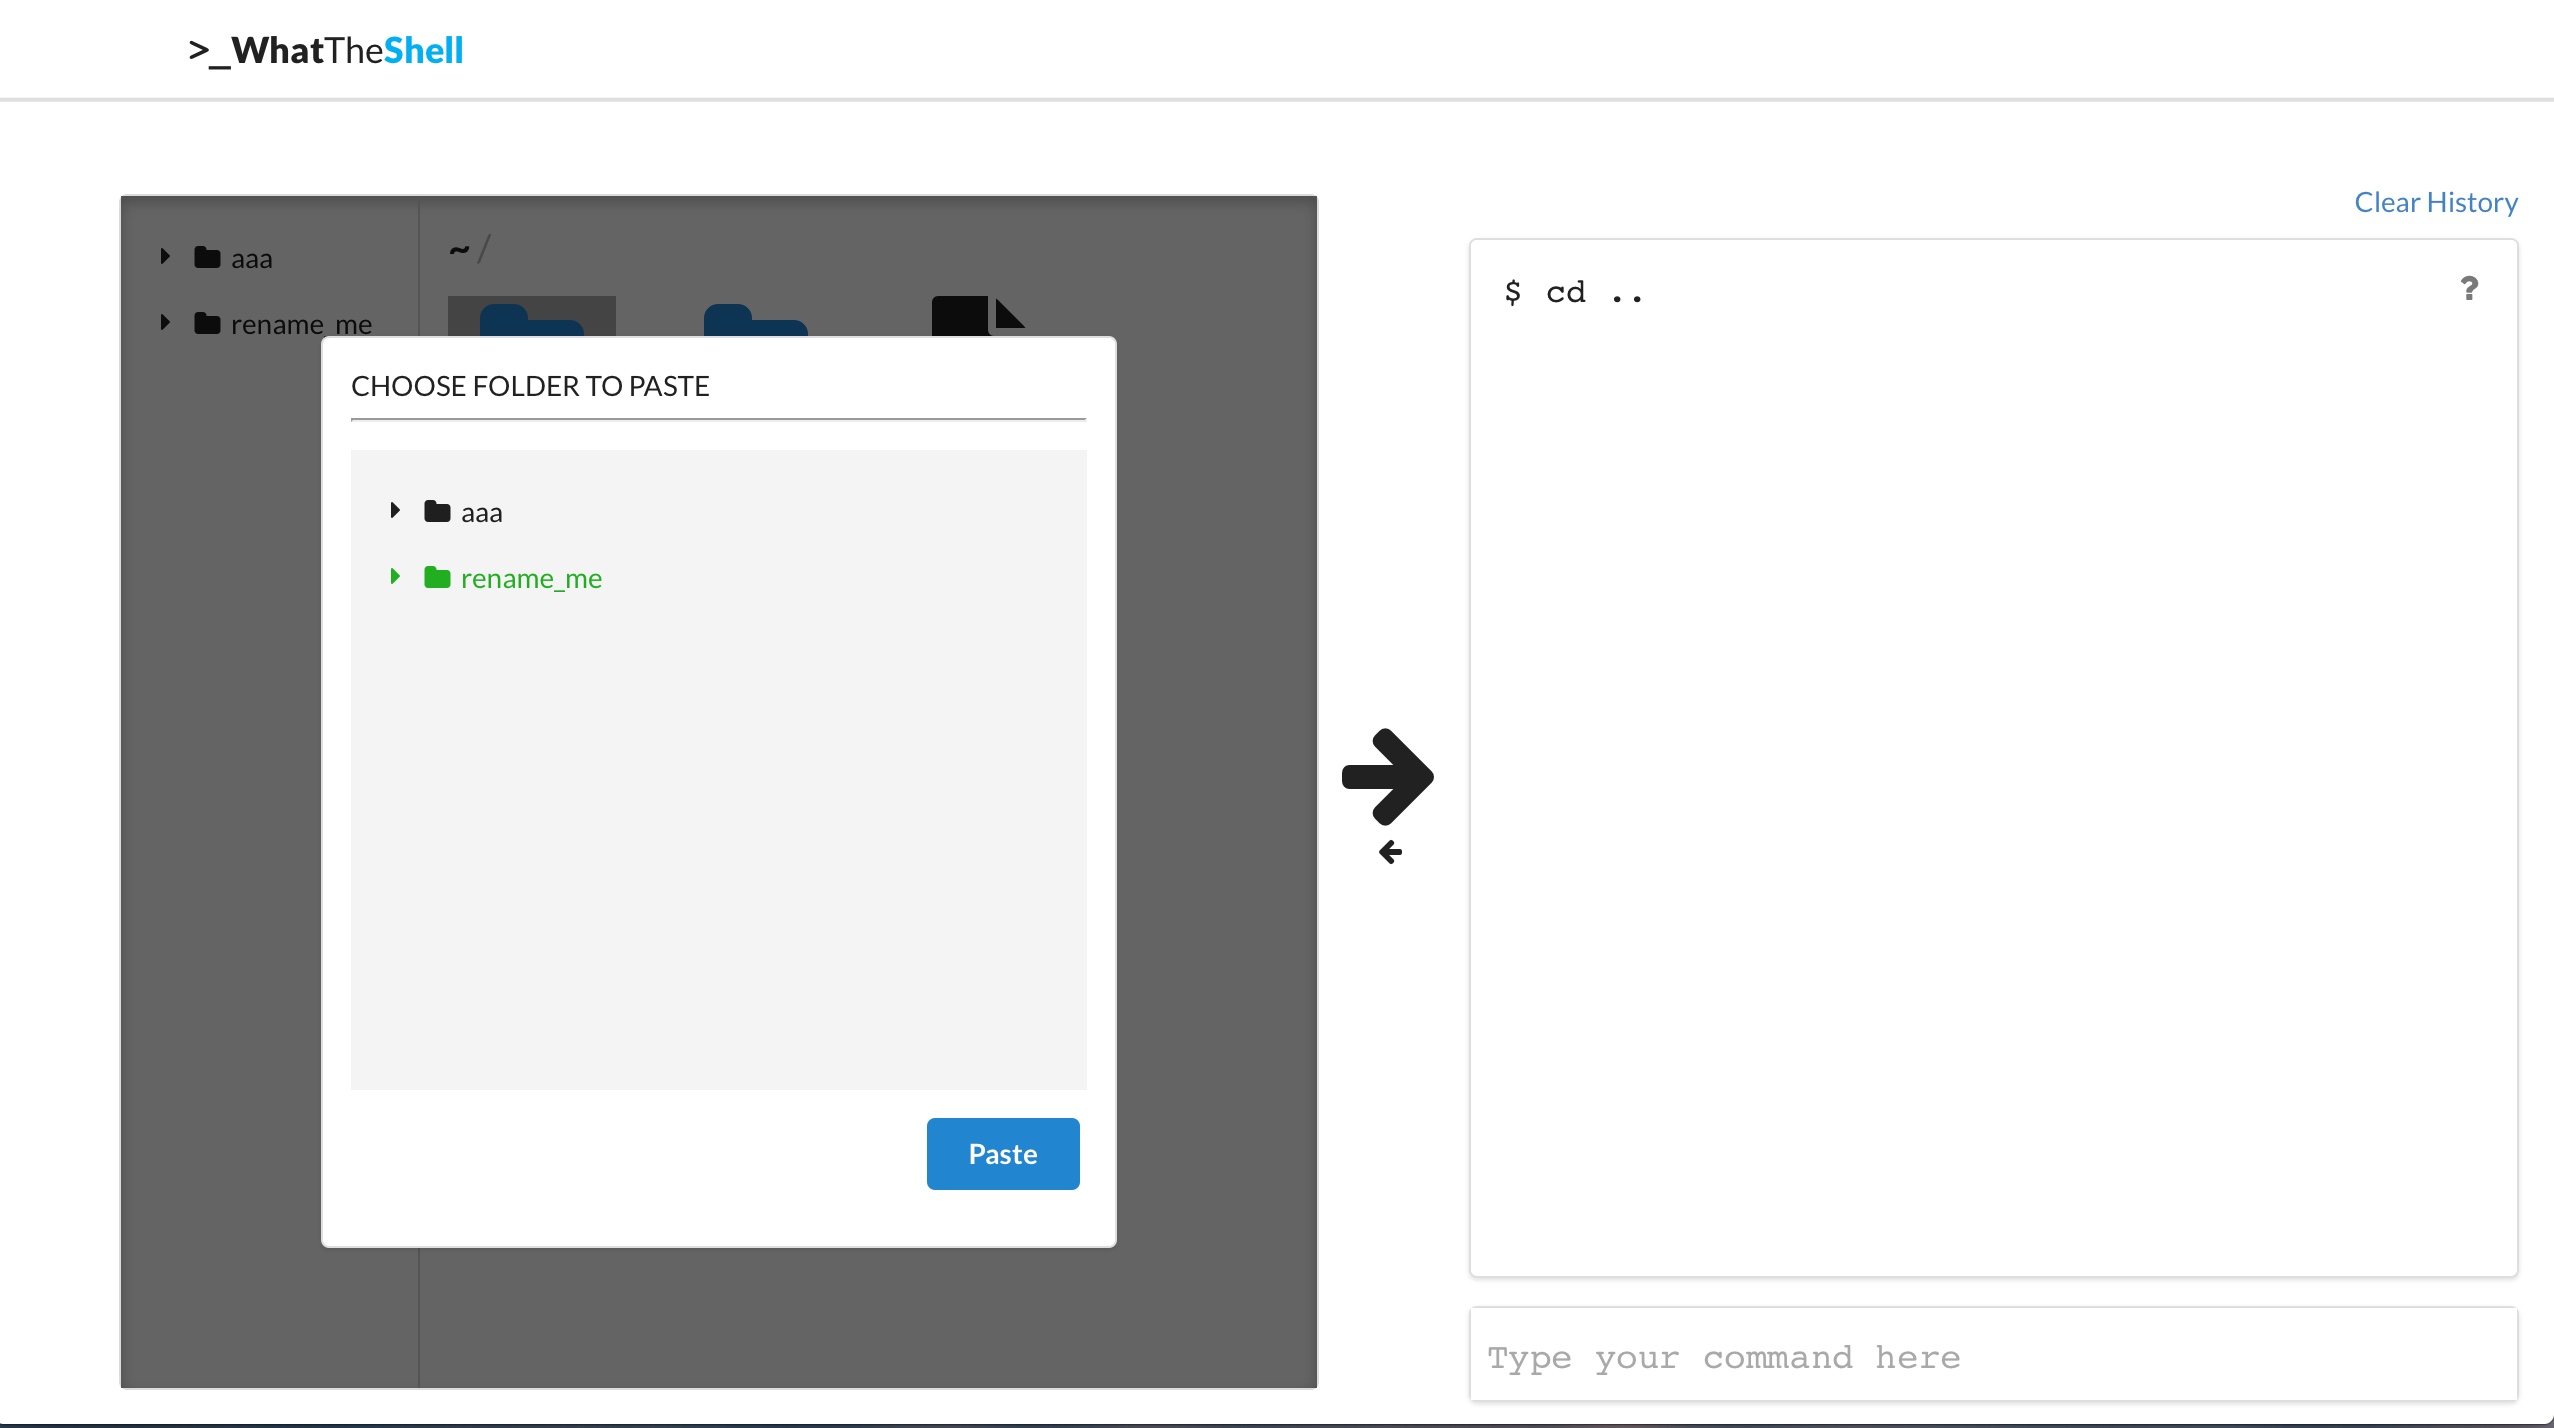 >_WhatTheShell
Clear History
aaa
rename_me
~ /
CHOOSE FOLDER TO PASTE
aaa
rename_me
Paste
$ cd ..
?
Type your command here